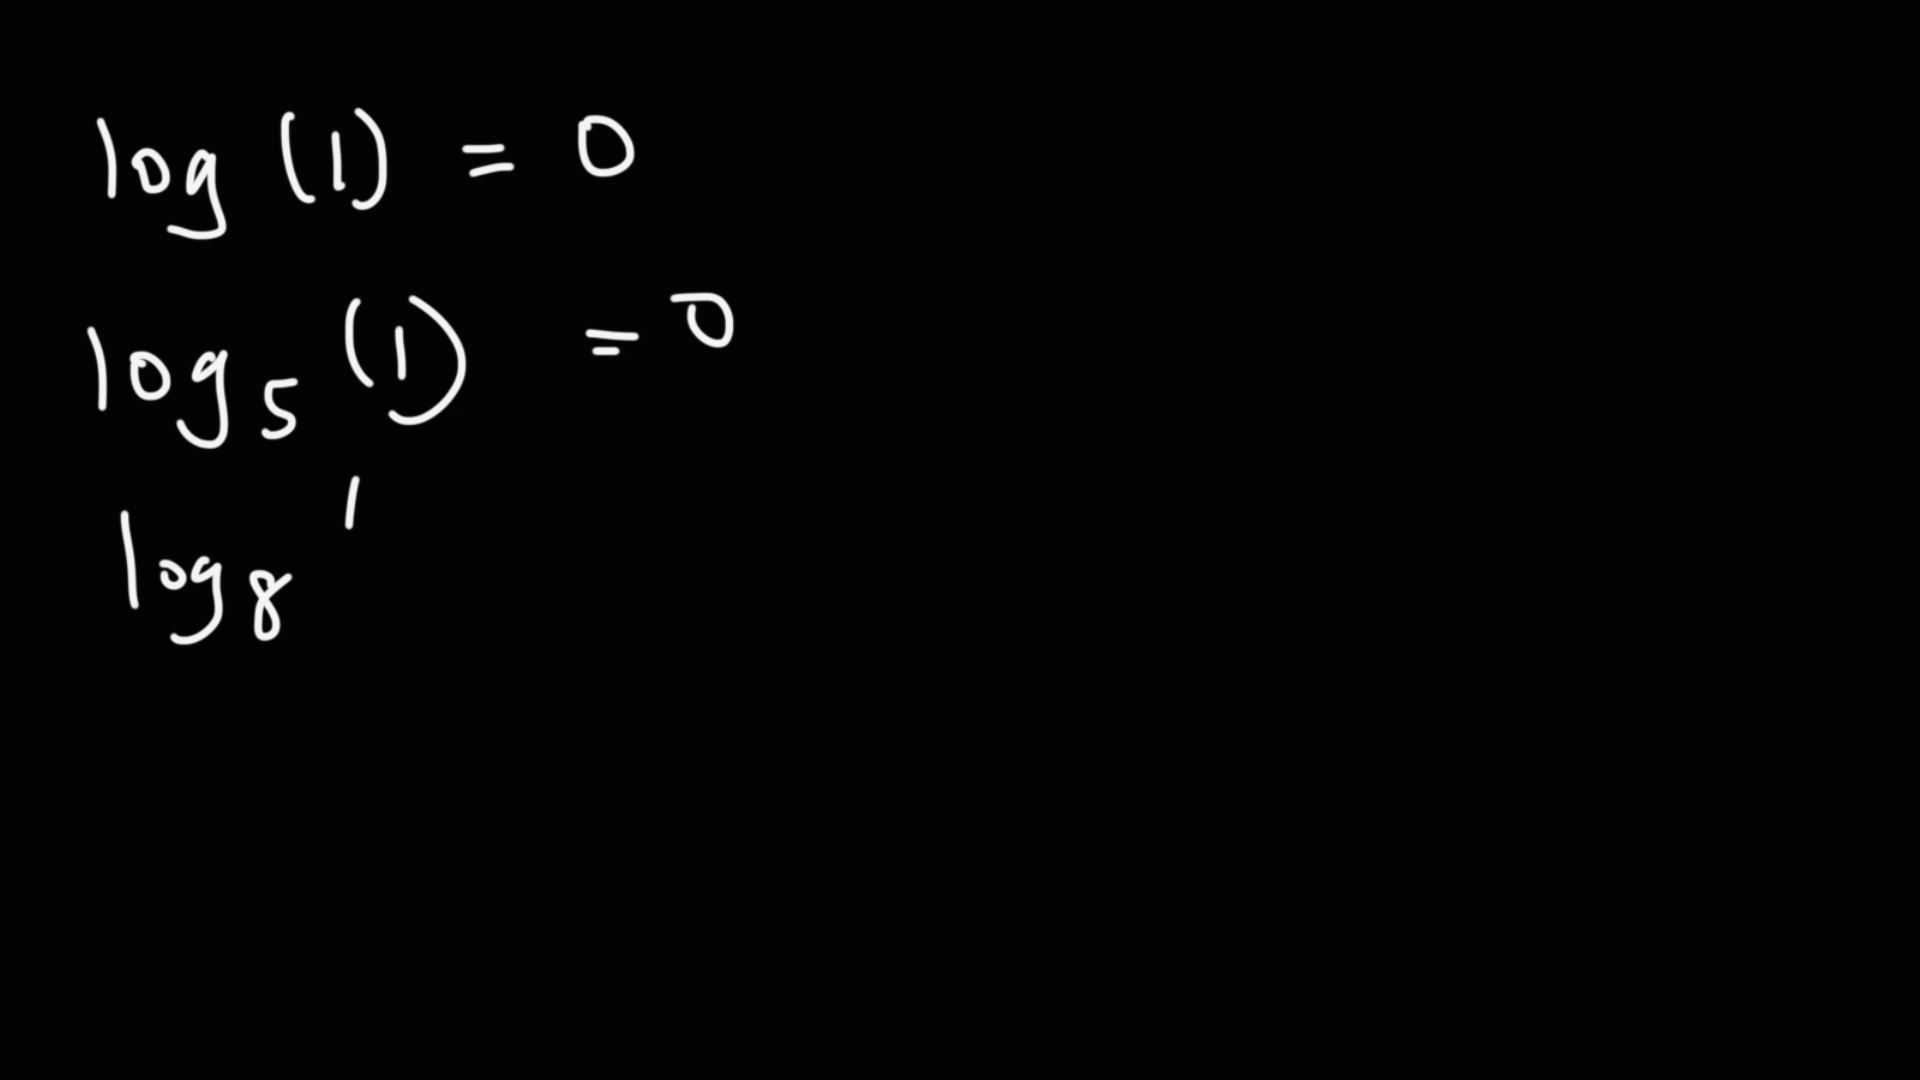 log (1) = 0
log₅ (1) = 0
log₈ 1